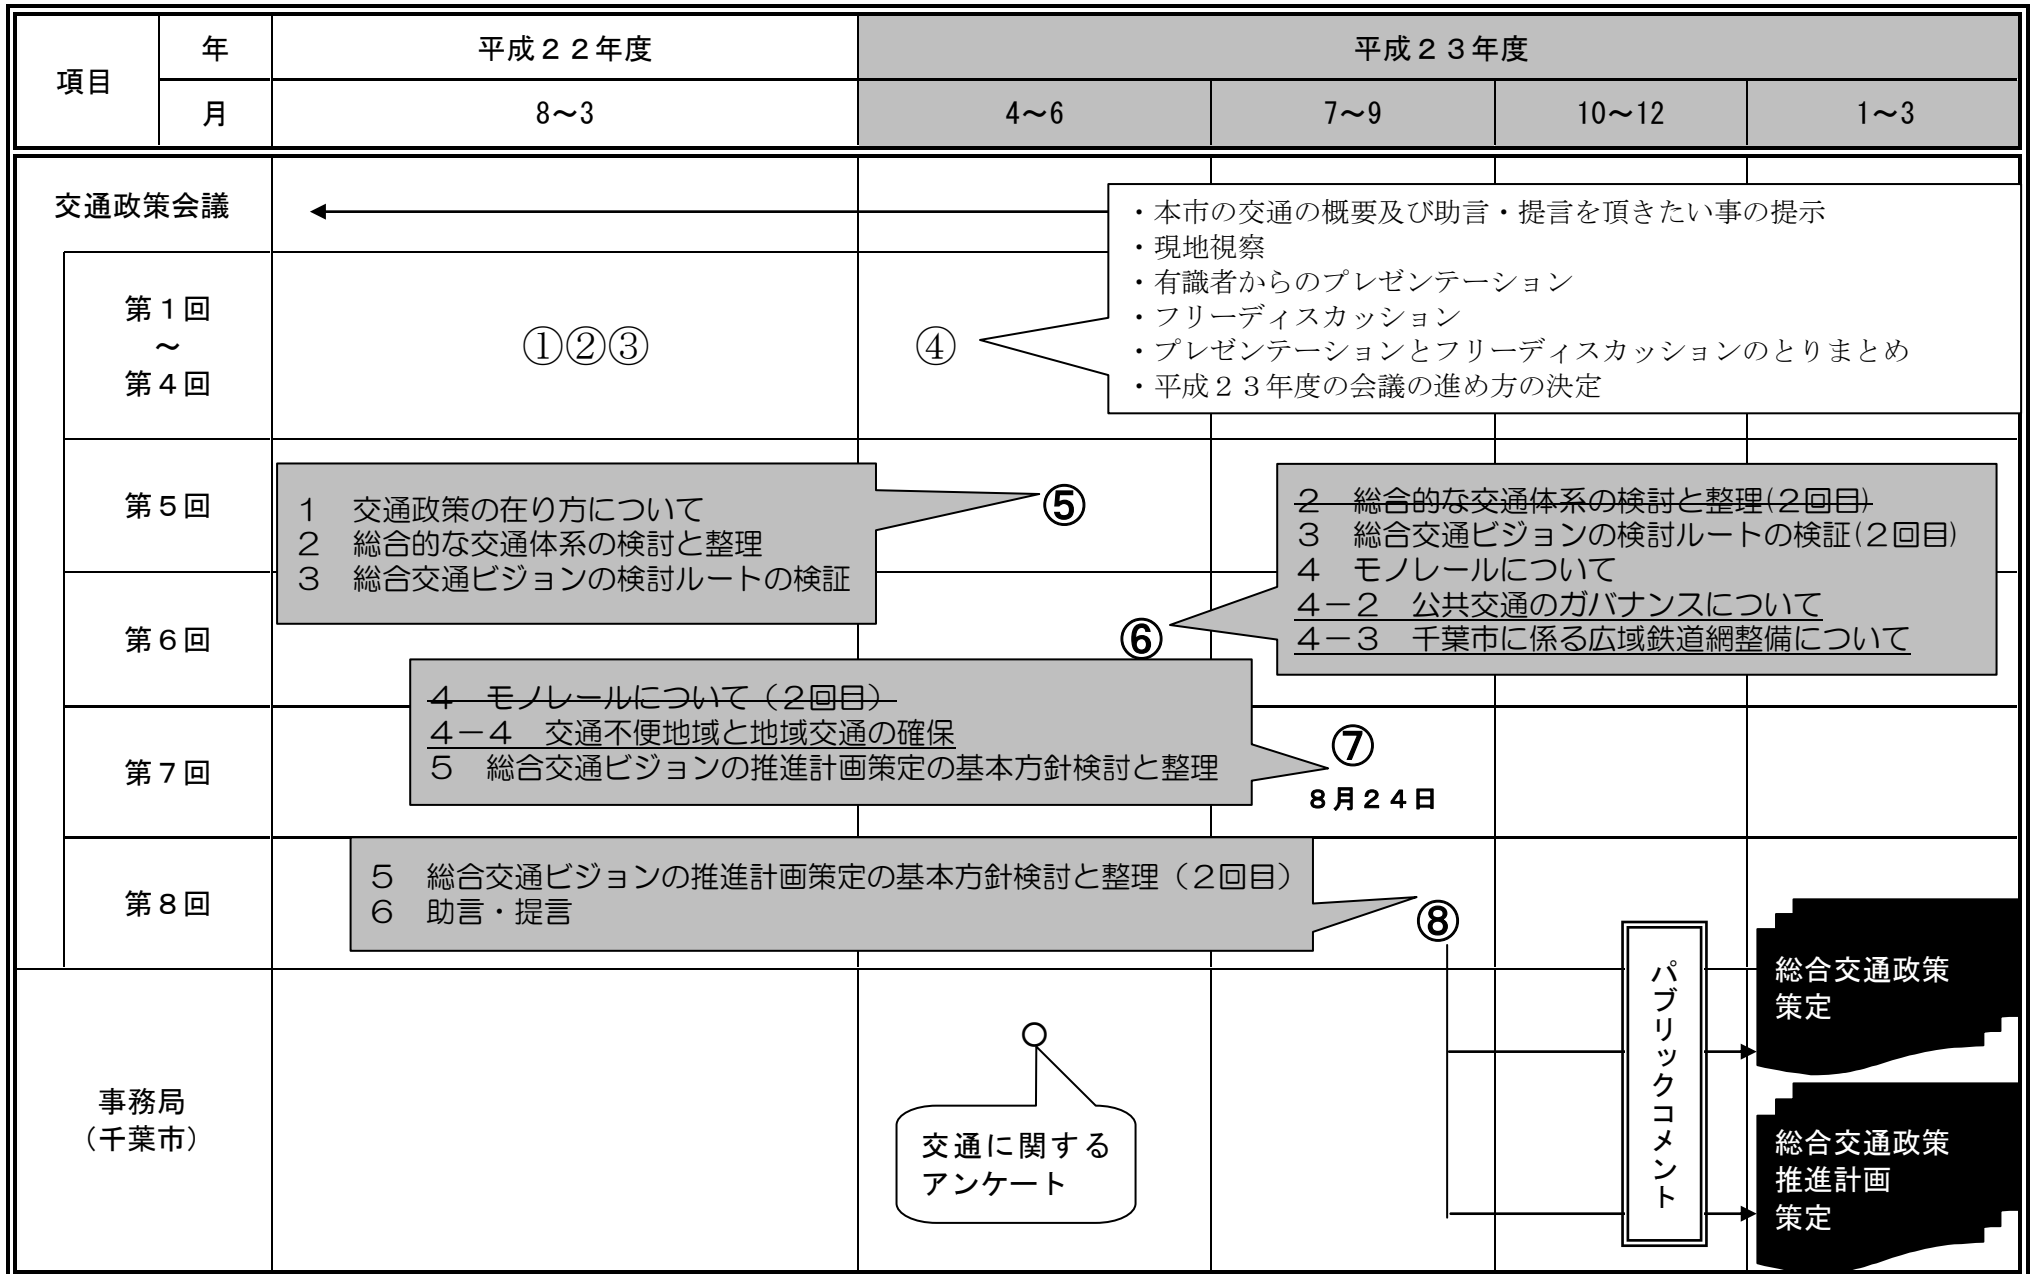 項目
年
平成２２年度
平成２３年度
月
8～3
4～6
7～9
10～12
1～3
交通政策会議
・本市の交通の概要及び助言・提言を頂きたい事の提示
・現地視察
・有識者からのプレゼンテーション
・フリーディスカッション
・プレゼンテーションとフリーディスカッションのとりまとめ
・平成２３年度の会議の進め方の決定
第１回
～
第４回
①②③
④
第５回
１　交通政策の在り方について
２　総合的な交通体系の検討と整理
３　総合交通ビジョンの検討ルートの検証
⑤
２　総合的な交通体系の検討と整理(２回目)
３　総合交通ビジョンの検討ルートの検証(２回目)
４　モノレールについて
４－２　公共交通のガバナンスについて
４－３　千葉市に係る広域鉄道網整備について
第６回
⑥
４　モノレールについて（２回目）
４－４　交通不便地域と地域交通の確保
５　総合交通ビジョンの推進計画策定の基本方針検討と整理
第７回
⑦
８月２４日
第８回
５　総合交通ビジョンの推進計画策定の基本方針検討と整理（２回目）
６　助言・提言
⑧
パブリックコメント
総合交通政策
策定
事務局
（千葉市）
交通に関する
アンケート
総合交通政策
推進計画
策定